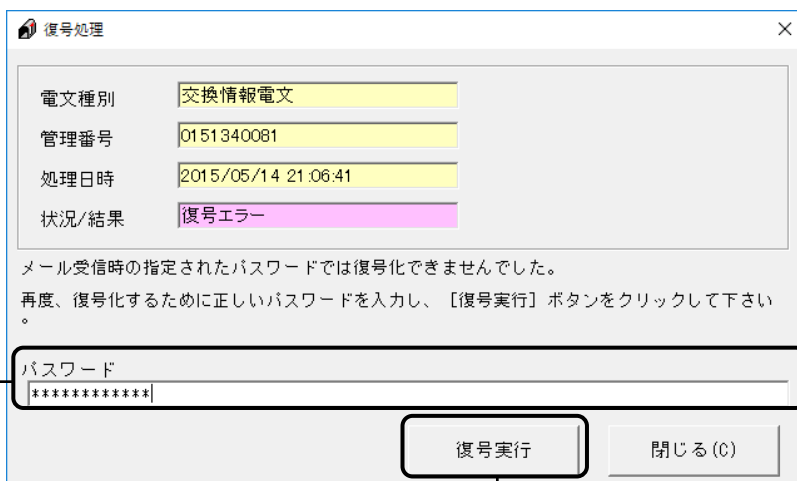 復号処理
電文種別 交換情報電文
管理番号 0151340081
処理日時 2015/05/14 21:06:41
状況/結果 復号エラー
メール受信時の指定されたパスワードでは復号化できませんでした。
再度、復号化するために正しいパスワードを入力し、［復号実行］ボタンをクリックして下さい
。
パスワード
************
復号実行 閉じる(C)